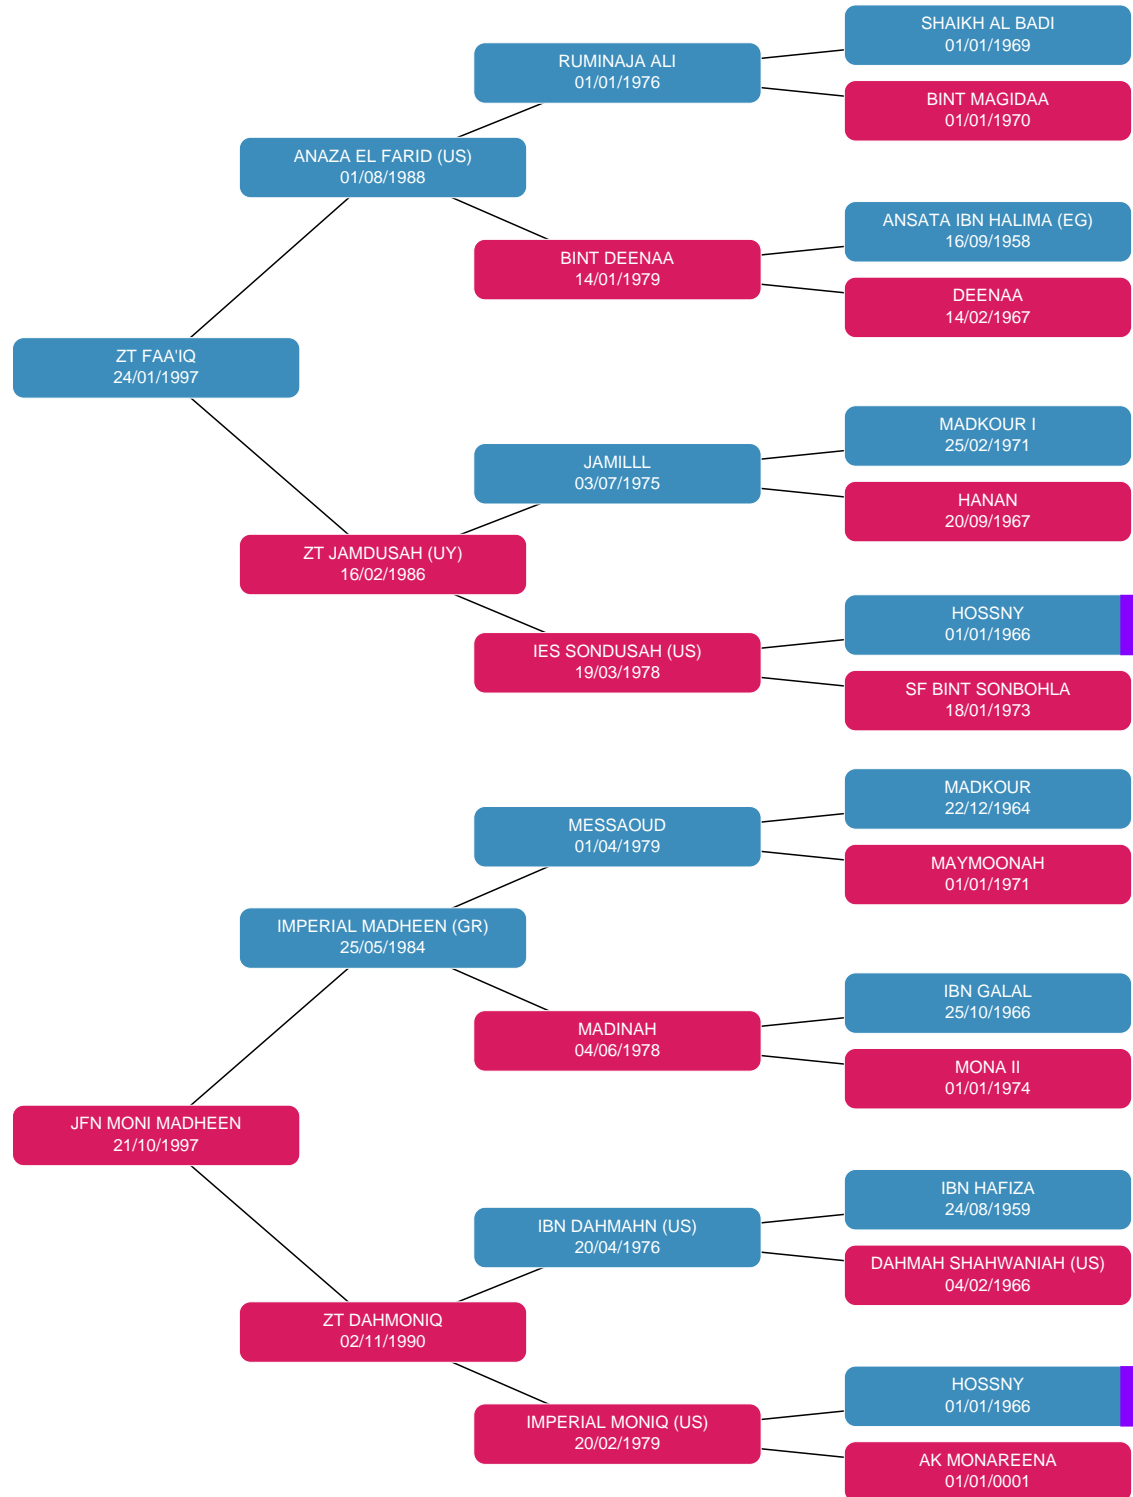 SHAIKH AL BADI
01/01/1969
RUMINAJA ALI
01/01/1976
BINT MAGIDAA
01/01/1970
ANAZA EL FARID (US)
01/08/1988
ANSATA IBN HALIMA (EG)
16/09/1958
BINT DEENAA
14/01/1979
DEENAA
14/02/1967
ZT FAA'IQ
24/01/1997
MADKOUR I
25/02/1971
JAMILLL
03/07/1975
HANAN
20/09/1967
ZT JAMDUSAH (UY)
16/02/1986
HOSSNY
01/01/1966
IES SONDUSAH (US)
19/03/1978
SF BINT SONBOHLA
18/01/1973
MADKOUR
22/12/1964
MESSAOUD
01/04/1979
MAYMOONAH
01/01/1971
IMPERIAL MADHEEN (GR)
25/05/1984
IBN GALAL
25/10/1966
MADINAH
04/06/1978
MONA II
01/01/1974
JFN MONI MADHEEN
21/10/1997
IBN HAFIZA
24/08/1959
IBN DAHMAHN (US)
20/04/1976
DAHMAH SHAHWANIAH (US)
04/02/1966
ZT DAHMONIQ
02/11/1990
HOSSNY
01/01/1966
IMPERIAL MONIQ (US)
20/02/1979
AK MONAREENA
01/01/0001